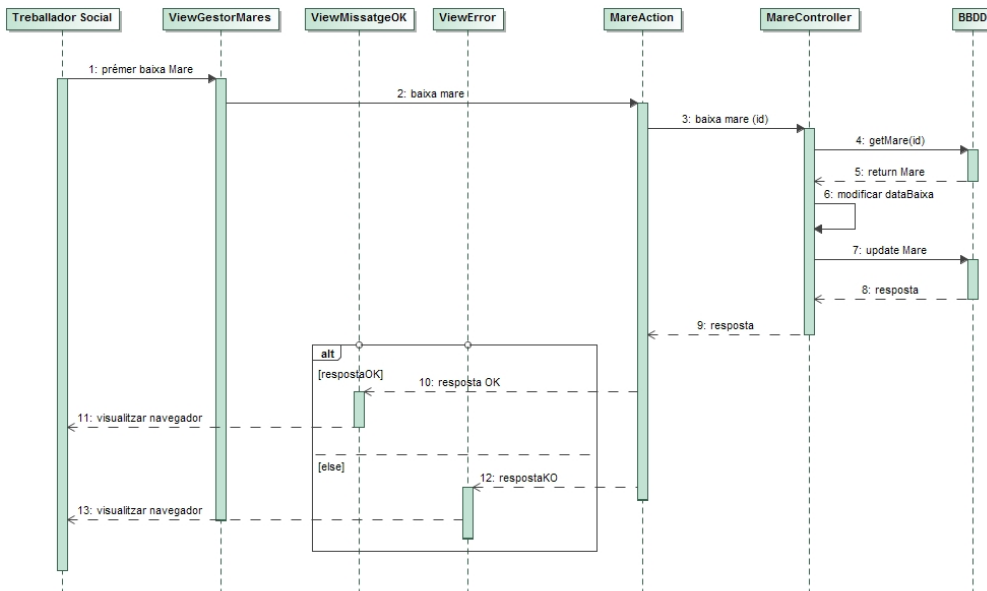 Treballador Social
ViewGestorMares
ViewMissatgeOK
ViewError
MareAction
MareController
BBDD
1: prémer baixa Mare
2: baixa mare
3: baixa mare (id)
4: getMare(id)
5: return Mare
6: modificar dataBaixa
7: update Mare
8: resposta
9: resposta
alt
[respostaOK]
10: resposta OK
11: visualitzar navegador
[else]
12: respostaKO
13: visualitzar navegador